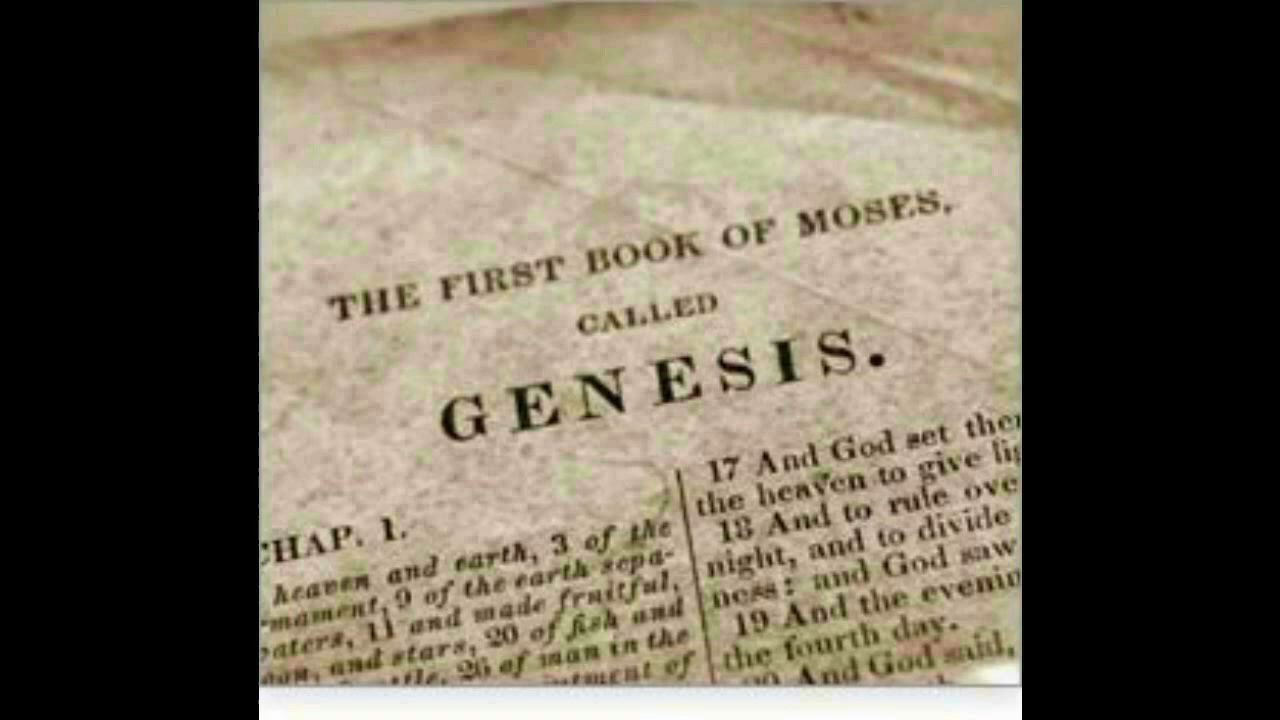 THE FIRST BOOK OF MOSES,
CALLED
GENESIS.
CHAP. 1.
heaven and earth, 3 of the
mament, 9 of the earth sepa-
aters, 11 and made fruitful,
and stars, 20 of fish and
26 of man in the
of
17 And God set the
the heaven to give
18 And to rule
night, and to divide
ness: and God saw
19 And the
the fourth day.
And God said,